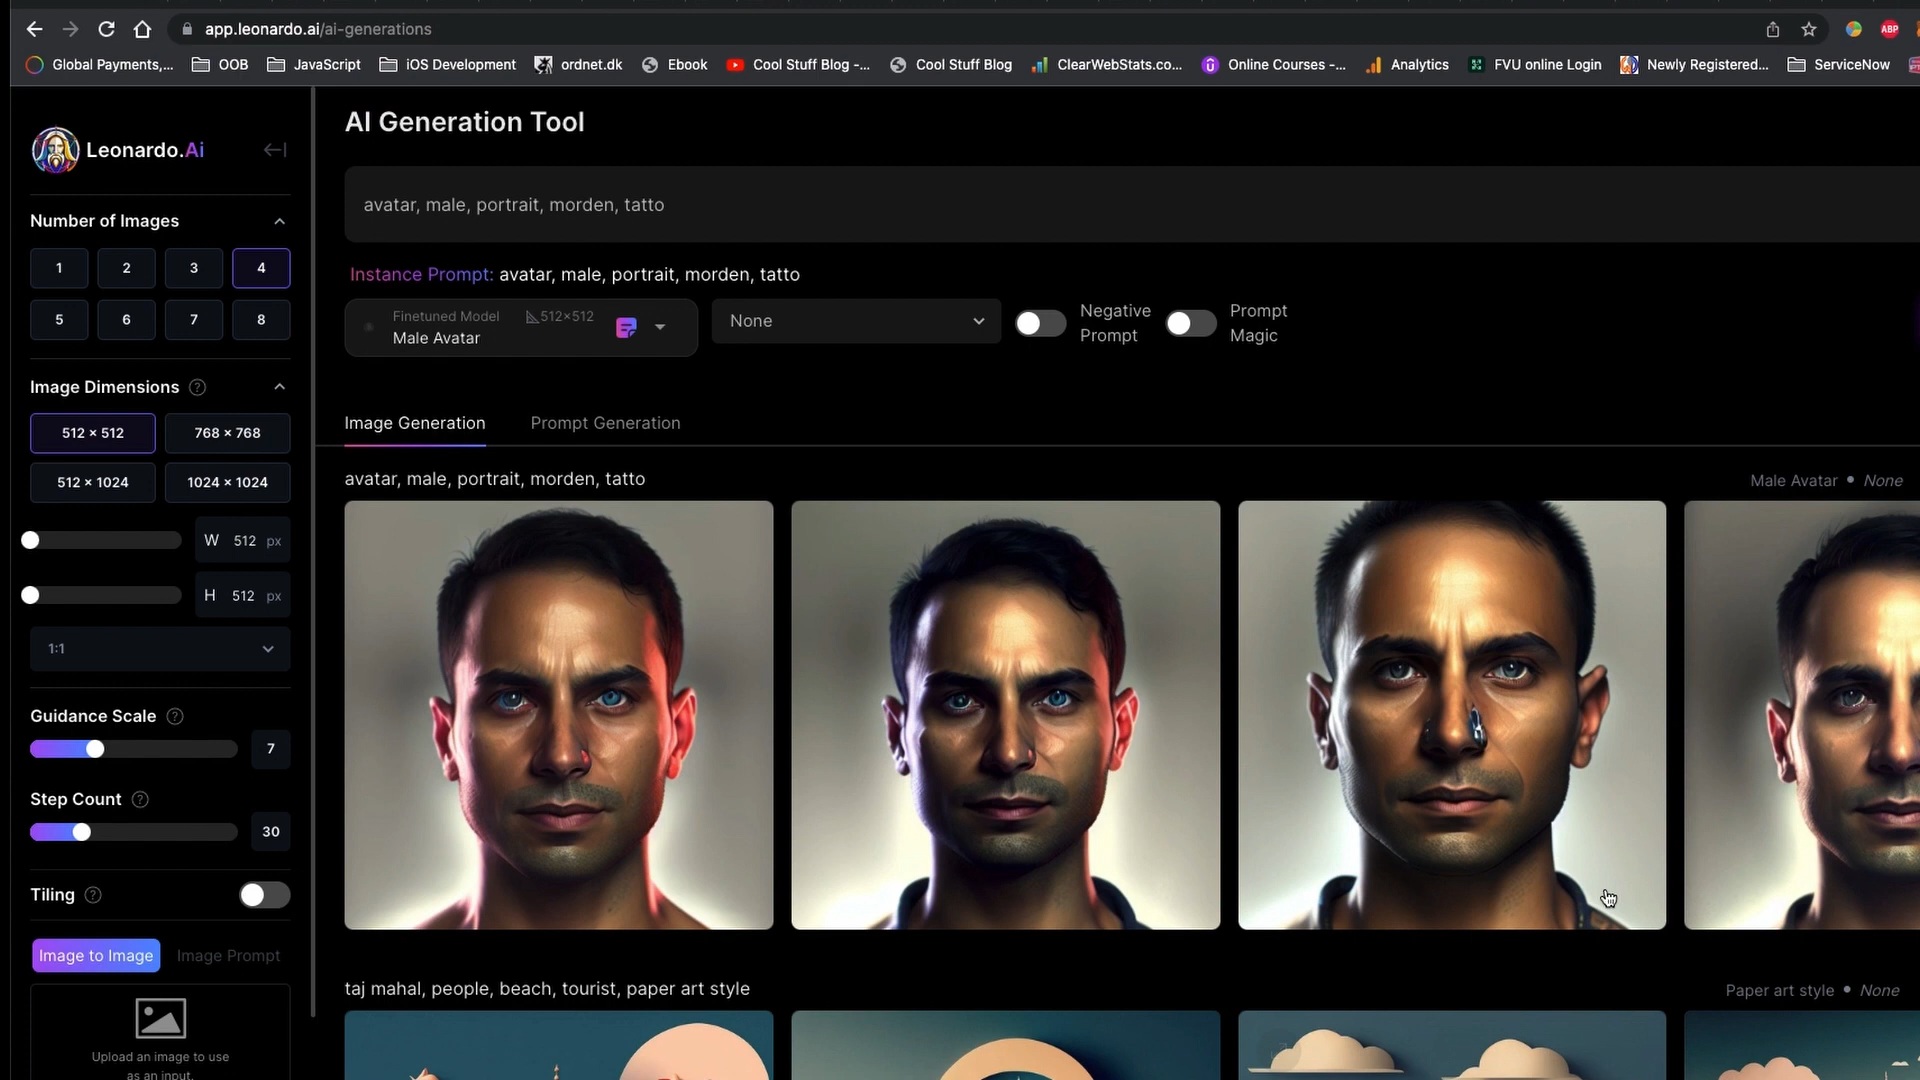 app.leonardo.ai/ai-generations
ABP
Global Payments,... OOB JavaScript iOS Development ordnet.dk Ebook Cool Stuff Blog -... Cool Stuff Blog ClearWebStats.co... Online Courses -... Analytics FVU online Login Newly Registered... ServiceNow
Leonardo.Ai
Number of Images
1 2 3 4
5 6 7 8
Image Dimensions ?
512 × 512 768 × 768
512 × 1024 1024 × 1024
W 512 px
H 512 px
1:1
Guidance Scale ?
7
Step Count ?
30
Tiling ?
Image to Image Image Prompt
Upload an image to use
as an input.
AI Generation Tool
avatar, male, portrait, morden, tatto
Instance Prompt: avatar, male, portrait, morden, tatto
Finetuned Model 512×512
Male Avatar
None
Negative
Prompt
Prompt
Magic
Image Generation Prompt Generation
avatar, male, portrait, morden, tatto
Male Avatar • None
taj mahal, people, beach, tourist, paper art style
Paper art style • None